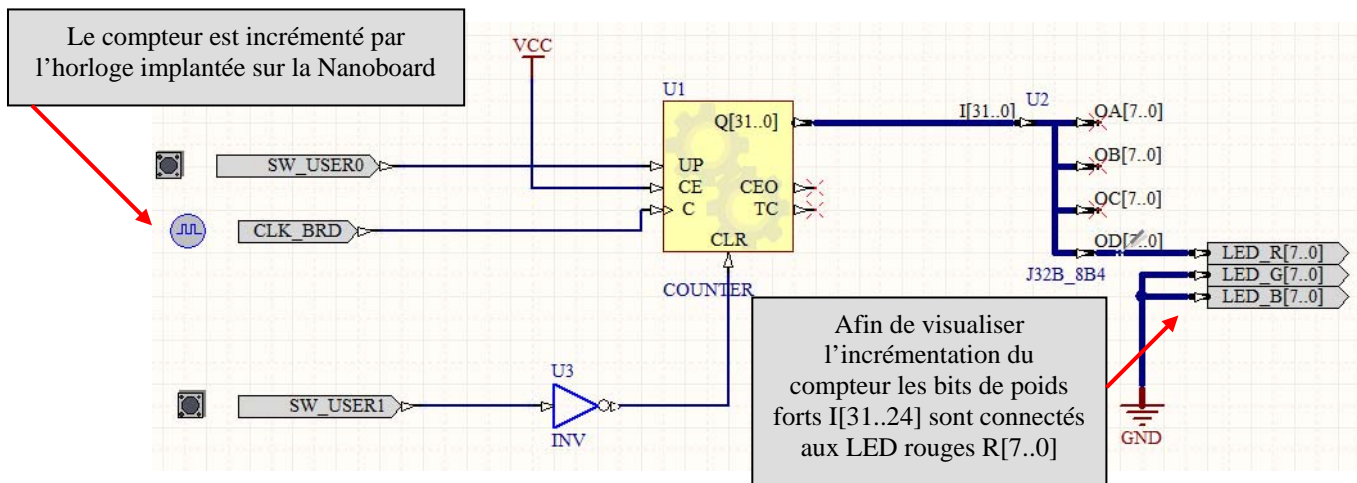 Le compteur est incrémenté par
l'horloge implantée sur la Nanoboard
VCC
U1
Q[31..0]
UP
CE
C
CEO
TC
CLR
COUNTER
I[31..0]
U2
OA[7..0]
OB[7..0]
OC[7..0]
OD[7..0]
J32B_8B4
SW_USER0
CLK_BRD
LED_R[7..0]
LED_G[7..0]
LED_B[7..0]
Afin de visualiser
l'incrémentation du
compteur les bits de poids
forts I[31..24] sont connectés
aux LED rouges R[7..0]
GND
U3
SW_USER1
INV